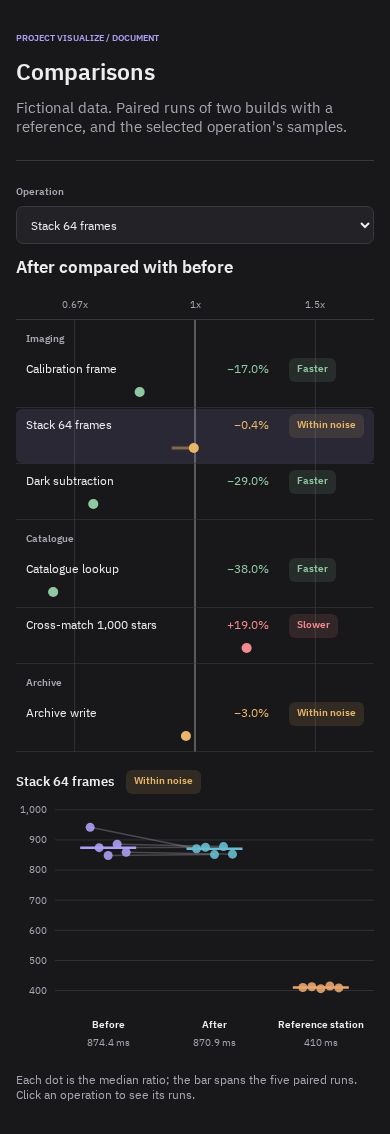 PROJECT VISUALIZE / DOCUMENT
Comparisons
Fictional data. Paired runs of two builds with a
reference, and the selected operation's samples.
Operation
Stack 64 frames
After compared with before
0.67x 1x 1.5x
Imaging
Calibration frame −17.0% Faster
Stack 64 frames −0.4% Within noise
Dark subtraction −29.0% Faster
Catalogue
Catalogue lookup −38.0% Faster
Cross-match 1,000 stars +19.0% Slower
Archive
Archive write −3.0% Within noise
Stack 64 frames Within noise
1,000
900
800
700
600
500
400
Before After Reference station
874.4 ms 870.9 ms 410 ms
Each dot is the median ratio; the bar spans the five paired runs.
Click an operation to see its runs.